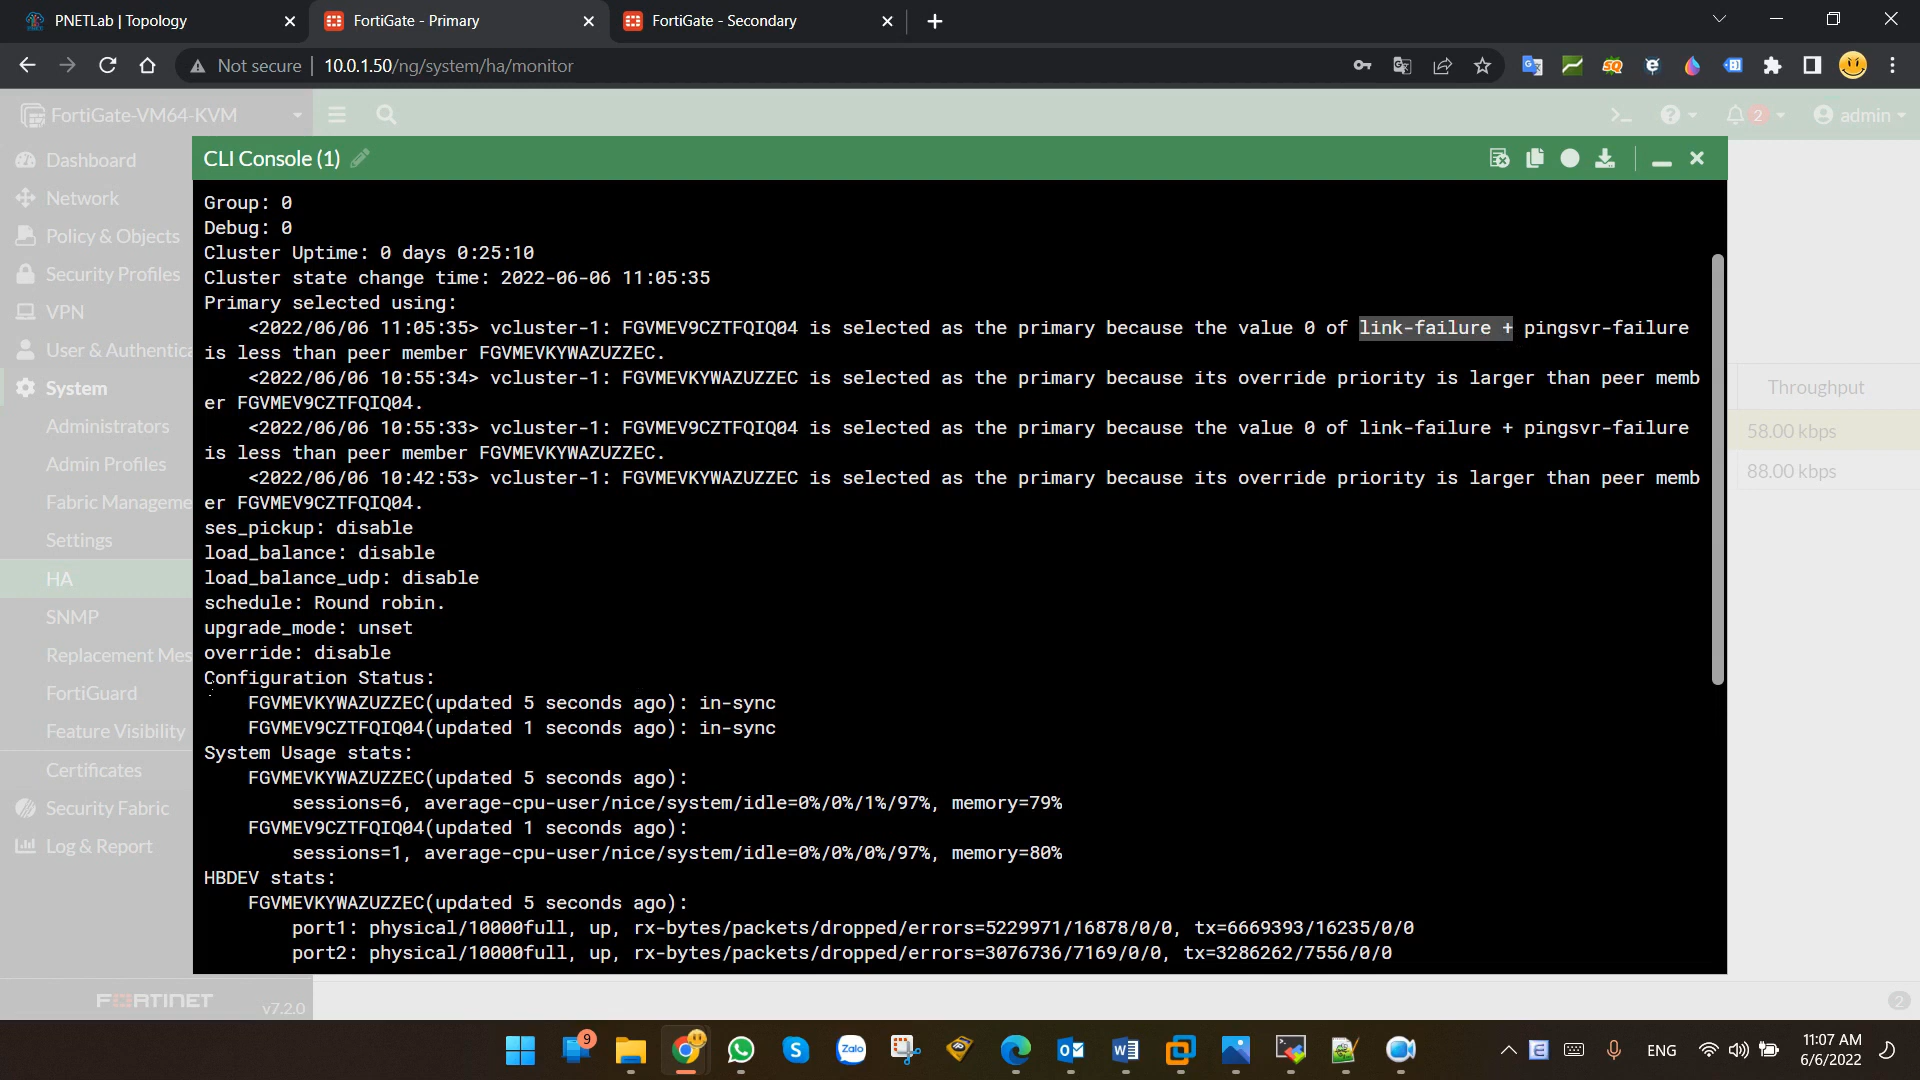 PNETLab | Topology
FortiGate - Primary
FortiGate - Secondary
Not secure
10.0.1.50/ng/system/ha/monitor
FortiGate-VM64-KVM
2
admin
CLI Console (1)
Dashboard
Network
Policy & Objects
Security Profiles
VPN
User & Authentica
System
Administrators
Admin Profiles
Fabric Manageme
Settings
HA
SNMP
Replacement Mes
FortiGuard
Feature Visibility
Certificates
Security Fabric
Log & Report
FORTINET
v7.2.0
Group: 0
Debug: 0
Cluster Uptime: 0 days 0:25:10
Cluster state change time: 2022-06-06 11:05:35
Primary selected using:
<2022/06/06 11:05:35> vcluster-1: FGVMEV9CZTFQIQ04 is selected as the primary because the value 0 of link-failure + pingsvr-failure
is less than peer member FGVMEVKYWAZUZZEC.
<2022/06/06 10:55:34> vcluster-1: FGVMEVKYWAZUZZEC is selected as the primary because its override priority is larger than peer memb
er FGVMEV9CZTFQIQ04.
<2022/06/06 10:55:33> vcluster-1: FGVMEV9CZTFQIQ04 is selected as the primary because the value 0 of link-failure + pingsvr-failure
is less than peer member FGVMEVKYWAZUZZEC.
<2022/06/06 10:42:53> vcluster-1: FGVMEVKYWAZUZZEC is selected as the primary because its override priority is larger than peer memb
er FGVMEV9CZTFQIQ04.
ses_pickup: disable
load_balance: disable
load_balance_udp: disable
schedule: Round robin.
upgrade_mode: unset
override: disable
Configuration Status:
FGVMEVKYWAZUZZEC(updated 5 seconds ago): in-sync
FGVMEV9CZTFQIQ04(updated 1 seconds ago): in-sync
System Usage stats:
FGVMEVKYWAZUZZEC(updated 5 seconds ago):
sessions=6, average-cpu-user/nice/system/idle=0%/0%/1%/97%, memory=79%
FGVMEV9CZTFQIQ04(updated 1 seconds ago):
sessions=1, average-cpu-user/nice/system/idle=0%/0%/0%/97%, memory=80%
HBDEV stats:
FGVMEVKYWAZUZZEC(updated 5 seconds ago):
port1: physical/10000full, up, rx-bytes/packets/dropped/errors=5229971/16878/0/0, tx=6669393/16235/0/0
port2: physical/10000full, up, rx-bytes/packets/dropped/errors=3076736/7169/0/0, tx=3286262/7556/0/0
Throughput
58.00 kbps
88.00 kbps
2
9
Zalo
ENG
11:07 AM
6/6/2022